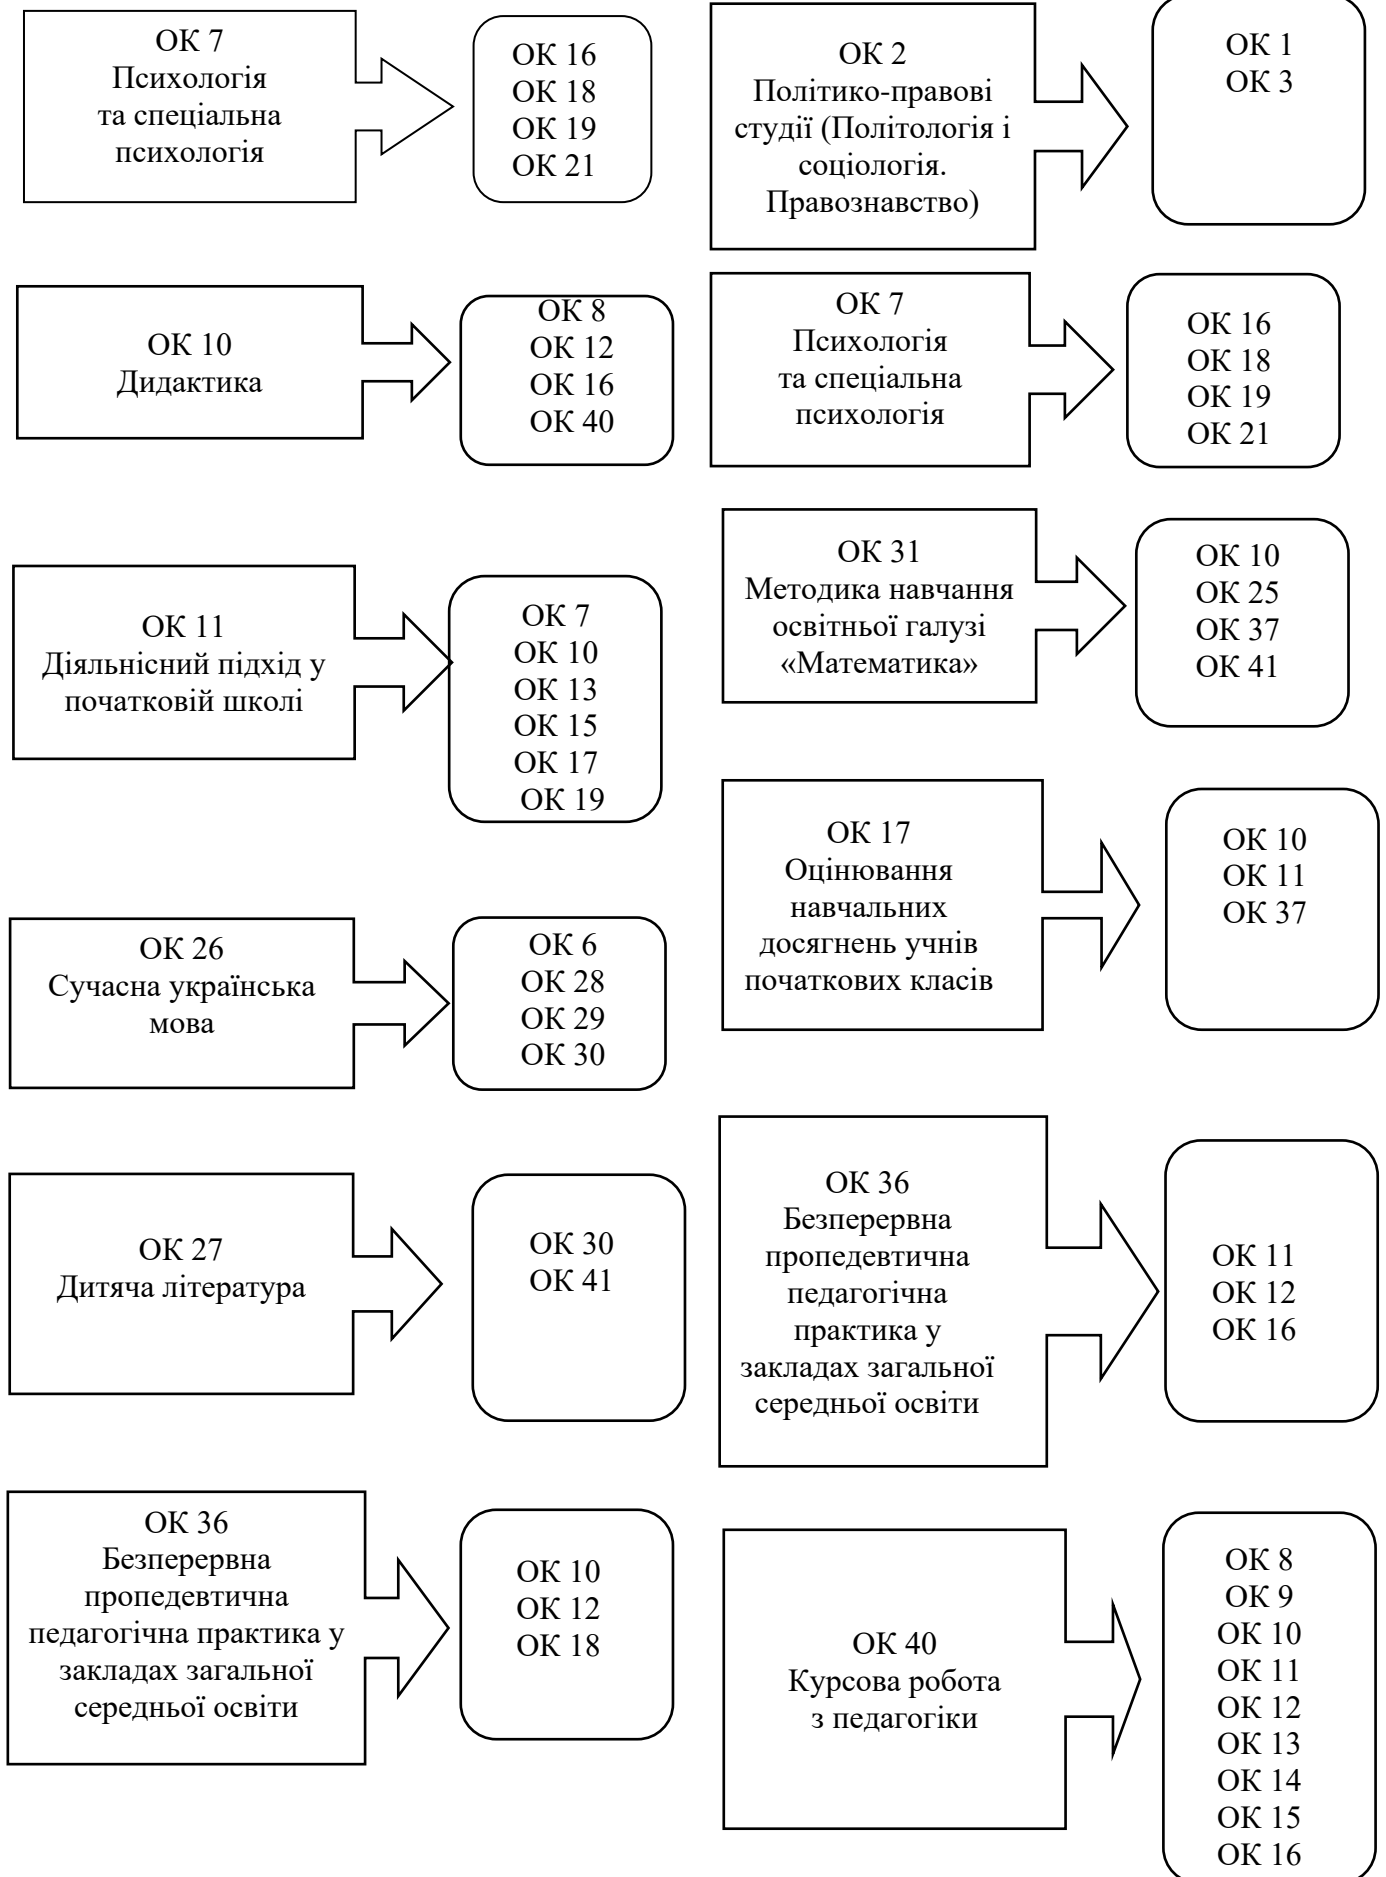 ОК 7
Психологія
та спеціальна
психологія
ОК 16
ОК 18
ОК 19
ОК 21
ОК 2
Політико-правові
студії (Політологія і
соціологія.
Правознавство)
ОК 1
ОК 3
ОК 10
Дидактика
ОК 8
ОК 12
ОК 16
ОК 40
ОК 7
Психологія
та спеціальна
психологія
ОК 16
ОК 18
ОК 19
ОК 21
ОК 11
Діяльнісний підхід у
початковій школі
ОК 7
ОК 10
ОК 13
ОК 15
ОК 17
ОК 19
ОК 31
Методика навчання
освітньої галузі
«Математика»
ОК 10
ОК 25
ОК 37
ОК 41
ОК 17
Оцінювання
навчальних
досягнень учнів
початкових класів
ОК 10
ОК 11
ОК 37
ОК 26
Сучасна українська
мова
ОК 6
ОК 28
ОК 29
ОК 30
ОК 27
Дитяча література
ОК 30
ОК 41
ОК 36
Безперервна
пропедевтична
педагогічна
практика у
закладах загальної
середньої освіти
ОК 11
ОК 12
ОК 16
ОК 36
Безперервна
пропедевтична
педагогічна практика у
закладах загальної
середньої освіти
ОК 10
ОК 12
ОК 18
ОК 40
Курсова робота
з педагогіки
ОК 8
ОК 9
ОК 10
ОК 11
ОК 12
ОК 13
ОК 14
ОК 15
ОК 16